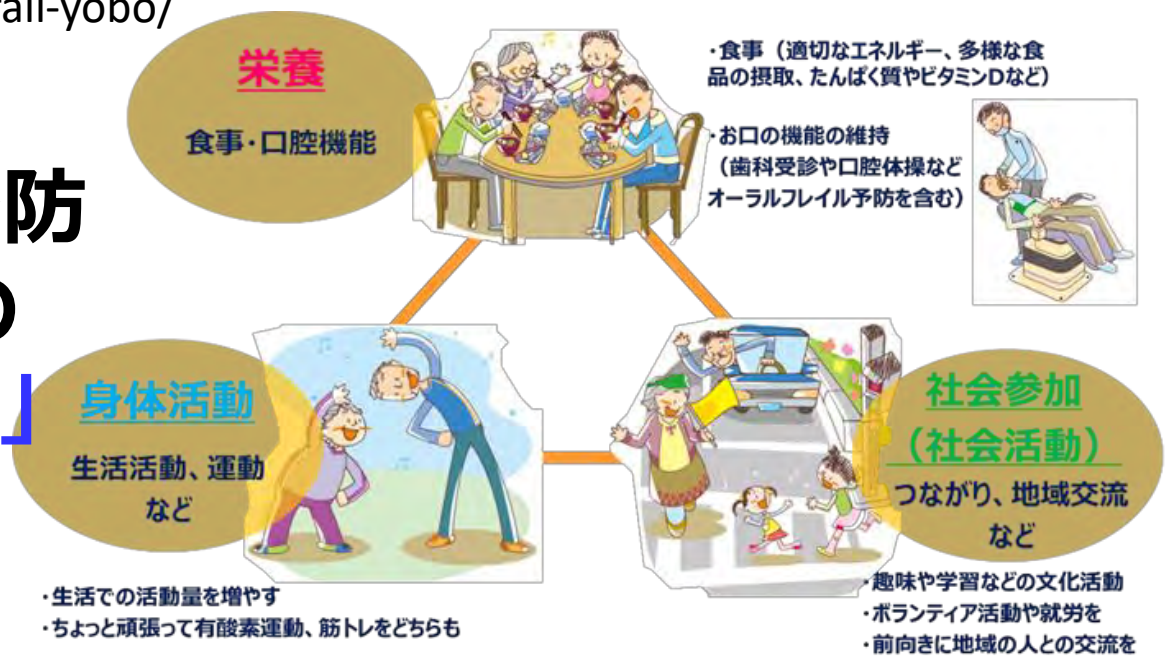 rail-yobo/
栄養
食事・口腔機能
・食事（適切なエネルギー、多様な食
品の摂取、たんぱく質やビタミンDなど）
・お口の機能の維持
（歯科受診や口腔体操など
オーラルフレイル予防を含む）
防
の
」
身体活動
生活活動、運動
など
・生活での活動量を増やす
・ちょっと頑張って有酸素運動、筋トレをどちらも
社会参加
（社会活動）
つながり、地域交流
など
・趣味や学習などの文化活動
・ボランティア活動や就労を
・前向きに地域の人との交流を